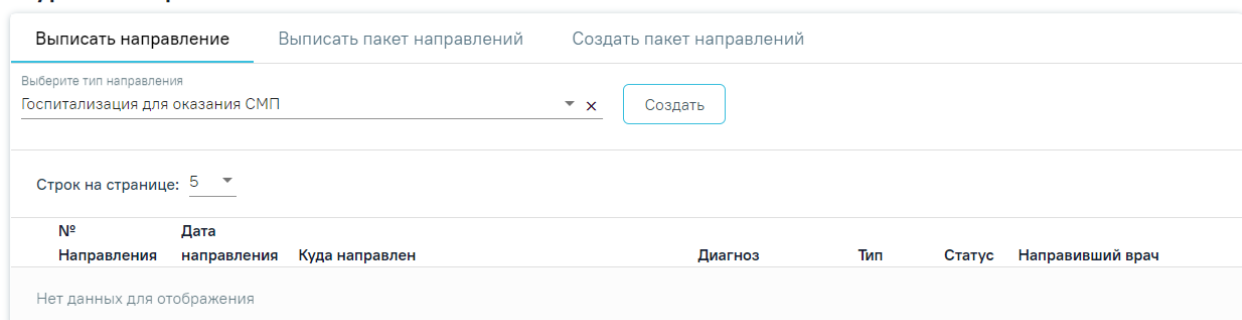 Выписать направление Выписать пакет направлений Создать пакет направлений
Выберите тип направления
Госпитализация для оказания СМП × Создать
Строк на странице: 5
№ Дата
Направления направления Куда направлен Диагноз Тип Статус Направивший врач
Нет данных для отображения